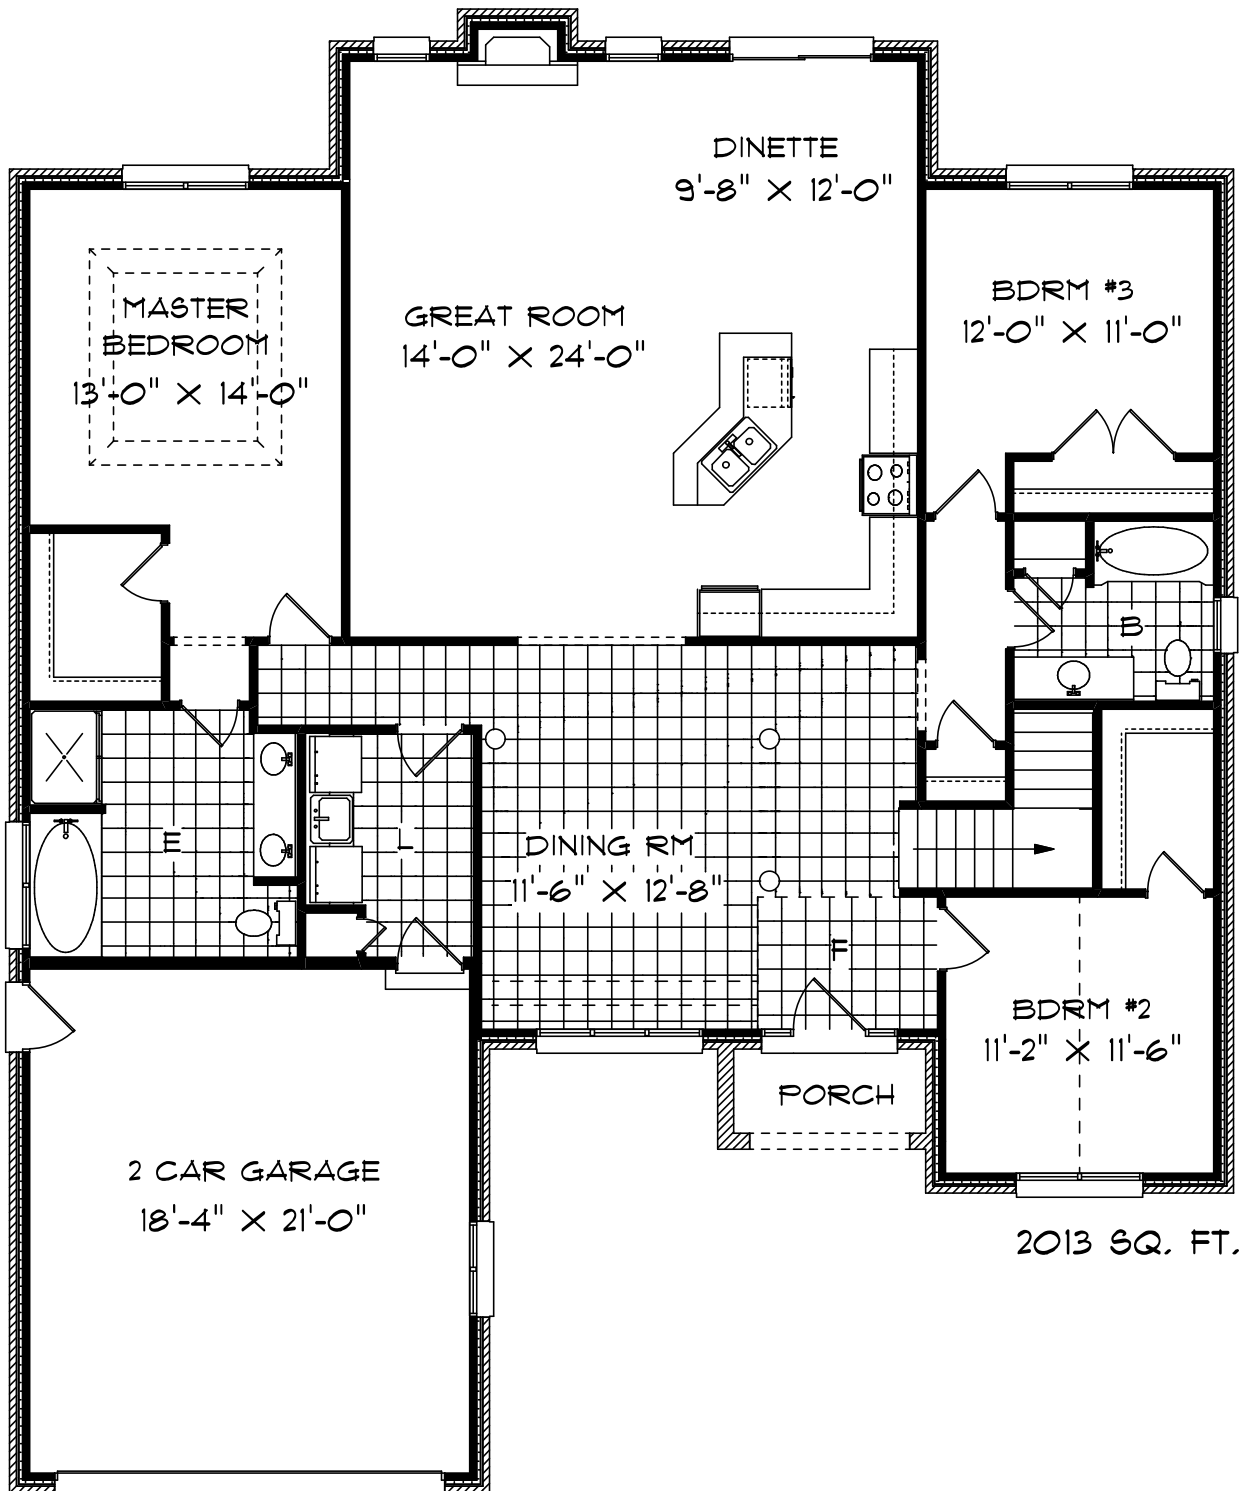 DINETTE
9'-8" X 12'-0"
MASTER
BEDROOM
13'-0" X 14'-0"
GREAT ROOM
14'-0" X 24'-0"
BDRM #3
12'-0" X 11'-0"
B
DINING RM
11'-6" X 12'-8"
BDRM #2
11'-2" X 11'-6"
PORCH
2 CAR GARAGE
18'-4" X 21'-0"
2013 SQ. FT.